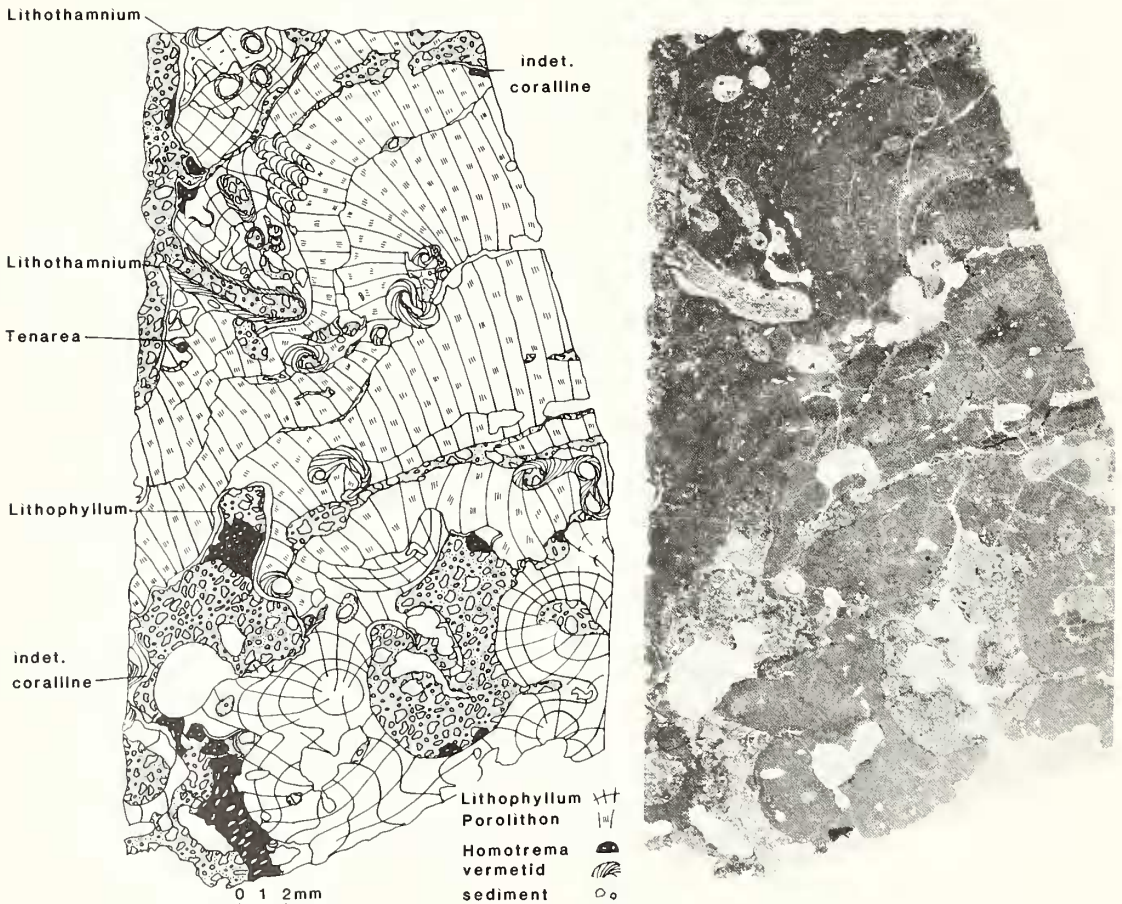 Lithothamnium
indet.
coralline
Lithothamnium
Tenarea
Lithophyllum
indet.
coralline
Lithophyllum
Porolithon
Homotrema
vermetid
sediment
0 1 2mm